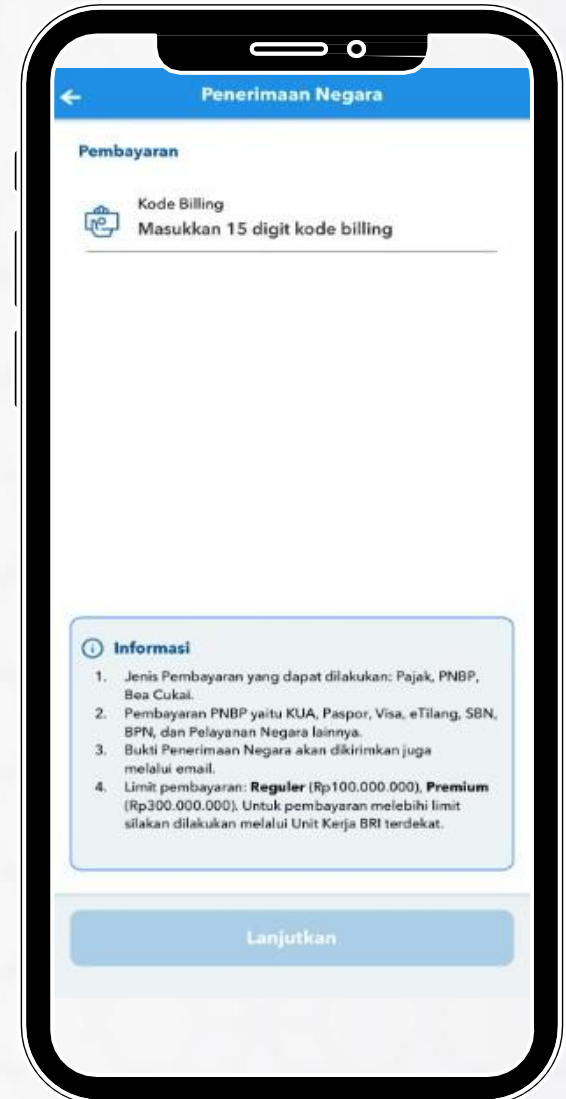 Penerimaan Negara
Pembayaran
Kode Billing
Masukkan 15 digit kode billing
Informasi
1. Jenis Pembayaran yang dapat dilakukan: Pajak, PNBP,
Bea Cukai.
2. Pembayaran PNBP yaitu KUA, Paspor, Visa, eTilang, SBN,
BPN, dan Pelayanan Negara lainnya.
3. Bukti Penerimaan Negara akan dikirimkan juga
melalui email.
4. Limit pembayaran: Reguler (Rp100.000.000), Premium
(Rp300.000.000). Untuk pembayaran melebihi limit
silakan dilakukan melalui Unit Kerja BRI terdekat.
Lanjutkan